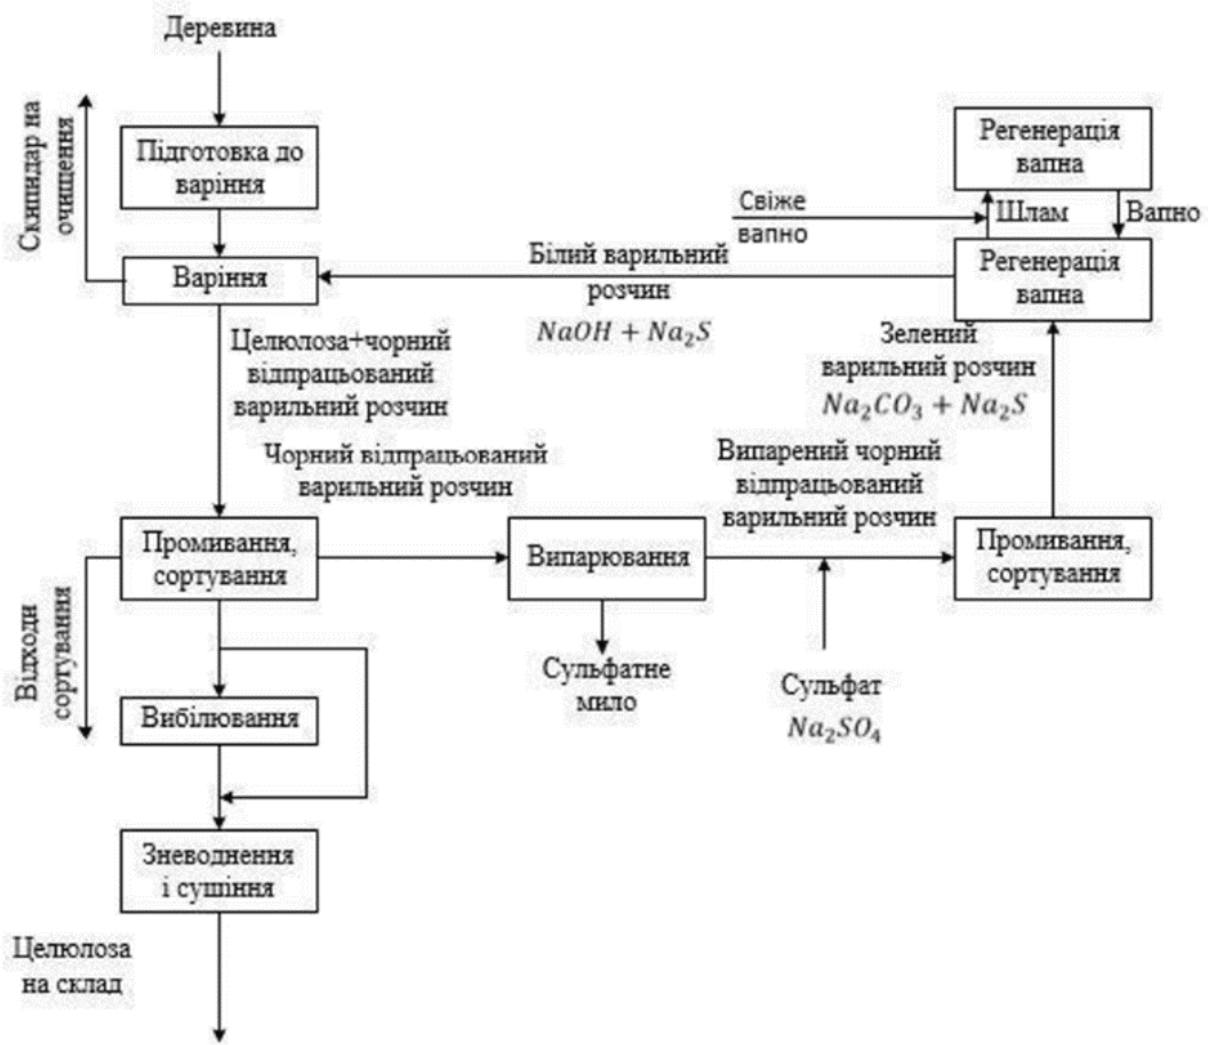 Деревина
Скипидар на
очищення
Підготовка до
варіння
Варіння
Регенерація
вапна
Свіже
вапно
Шлам
Вапно
Регенерація
вапна
Білий варильний
розчин
NaOH + Na₂S
Целюлоза+чорний
відпрацьований
варильний розчин
Зелений
варильний розчин
Na₂CO₃ + Na₂S
Чорний відпрацьований
варильний розчин
Випарений чорний
відпрацьований
варильний розчин
Промивання,
сортування
Випарювання
Промивання,
сортування
Відходи
сортування
Сульфатне
мило
Сульфат
Na₂SO₄
Вибілювання
Зневоднення
і сушіння
Целюлоза
на склад